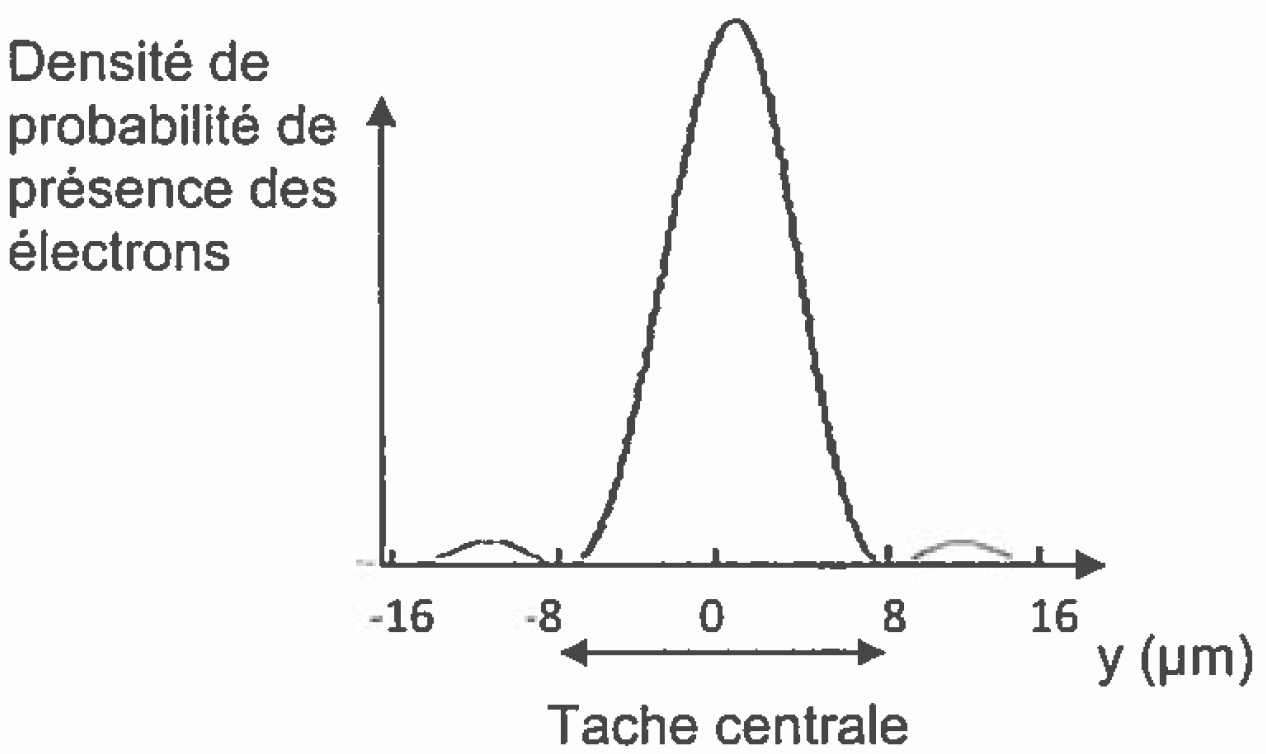 Densité de
probabilité de
présence des
électrons
-16 -8 0 8 16
y (µm)
Tache centrale